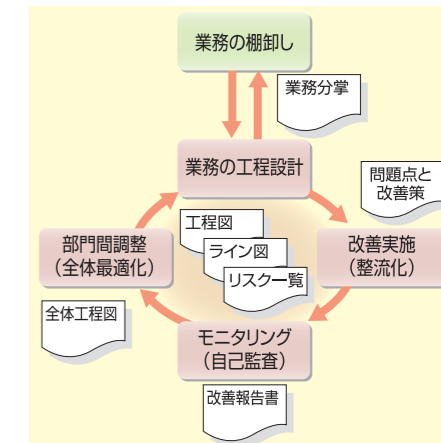 業務の棚卸し
業務分掌
業務の工程設計
問題点と
改善策
工程図
ライン図
リスク一覧
部門間調整
（全体最適化）
改善実施
（整流化）
全体工程図
モニタリング
（自己監査）
改善報告書